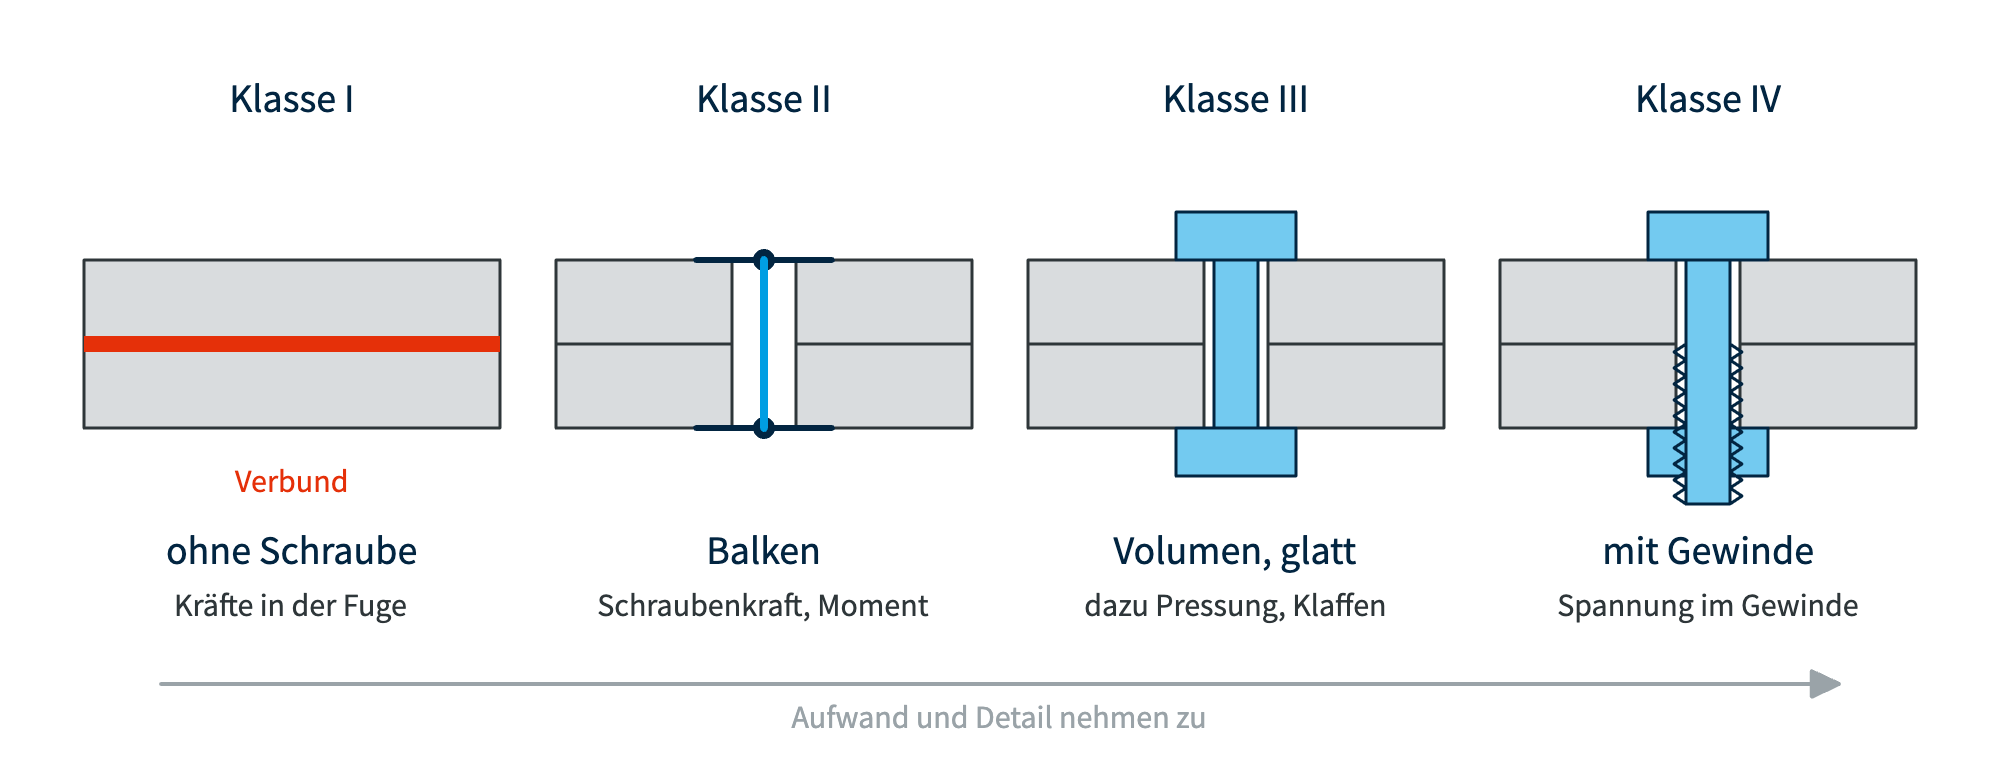 Klasse I
Klasse II
Klasse III
Klasse IV
Verbund
ohne Schraube
Balken
Volumen, glatt
mit Gewinde
Kräfte in der Fuge
Schraubenkraft, Moment
dazu Pressung, Klaffen
Spannung im Gewinde
Aufwand und Detail nehmen zu